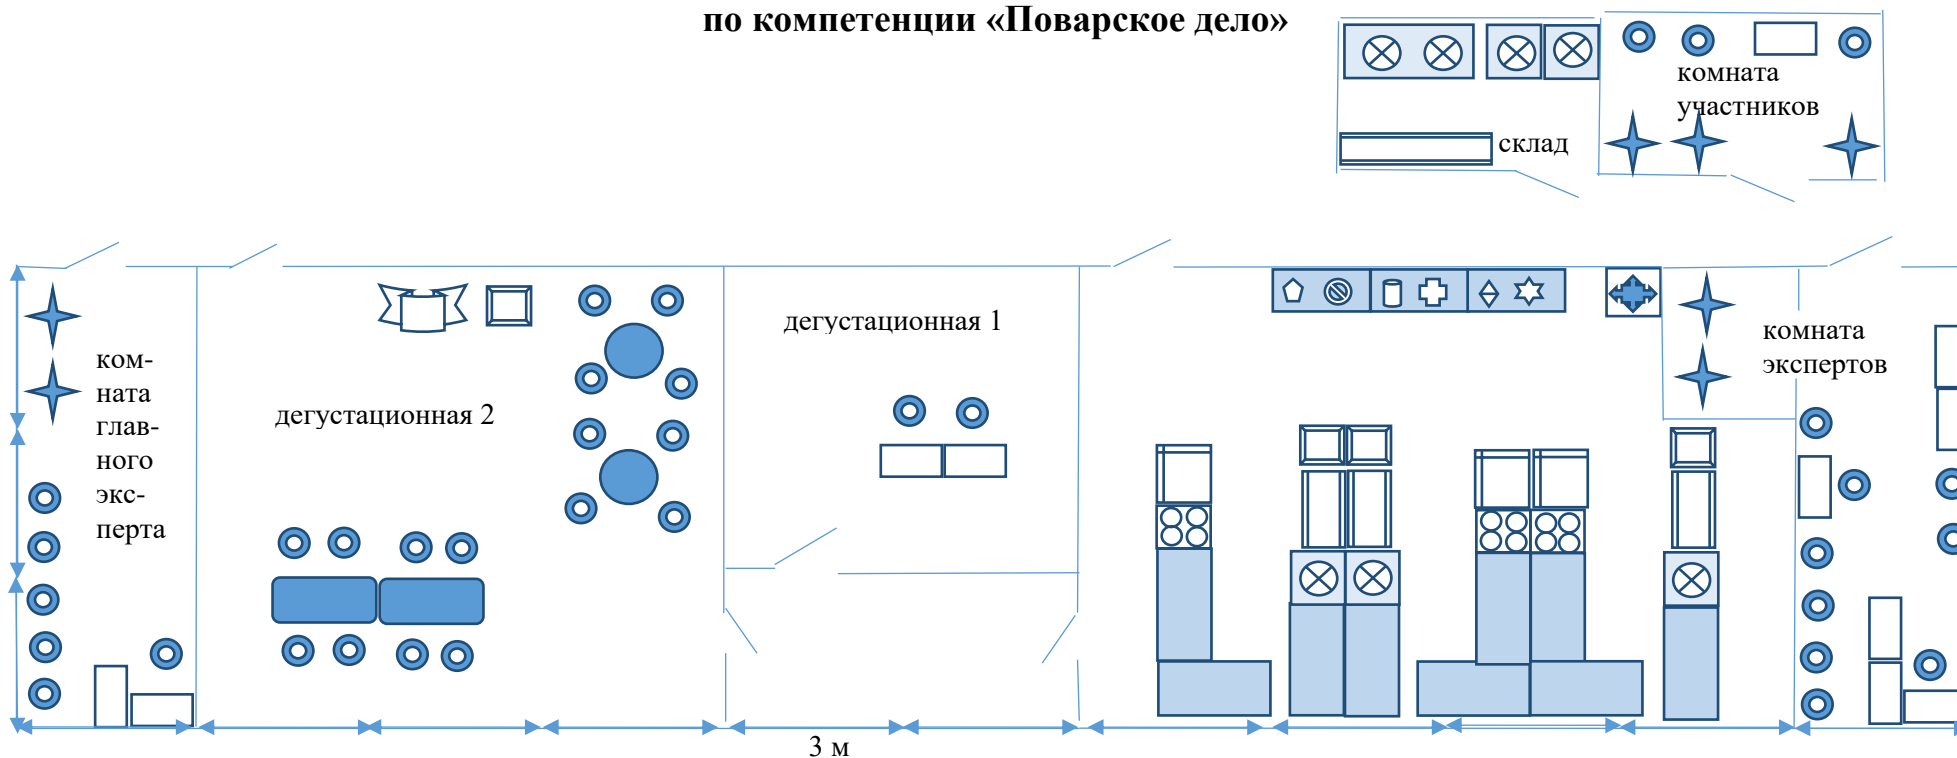 по компетенции «Поварское дело»
комната
участников
склад
дегустационная 1
комната
экспертов
ком-
ната
глав-
ного
экс-
перта
дегустационная 2
3 м